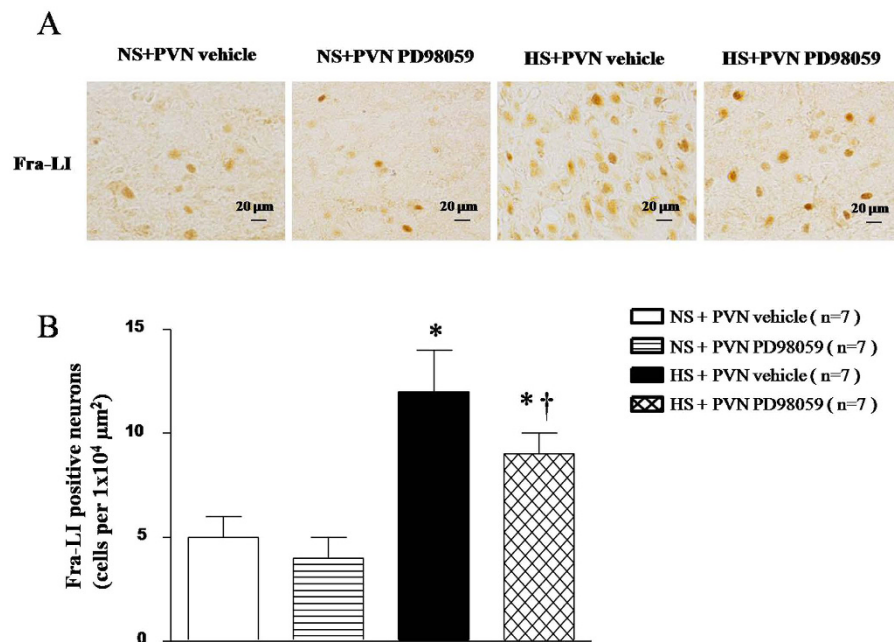 A
NS+PVN vehicle
NS+PVN PD98059
HS+PVN vehicle
HS+PVN PD98059
Fra-LI
20 μm
20 μm
20 μm
20 μm
B
Fra-LI positive neurons
(cells per 1x10⁴ μm²)
15
10
5
0
*
* †
NS + PVN vehicle ( n=7 )
NS + PVN PD98059 ( n=7 )
HS + PVN vehicle ( n=7 )
HS + PVN PD98059 ( n=7 )